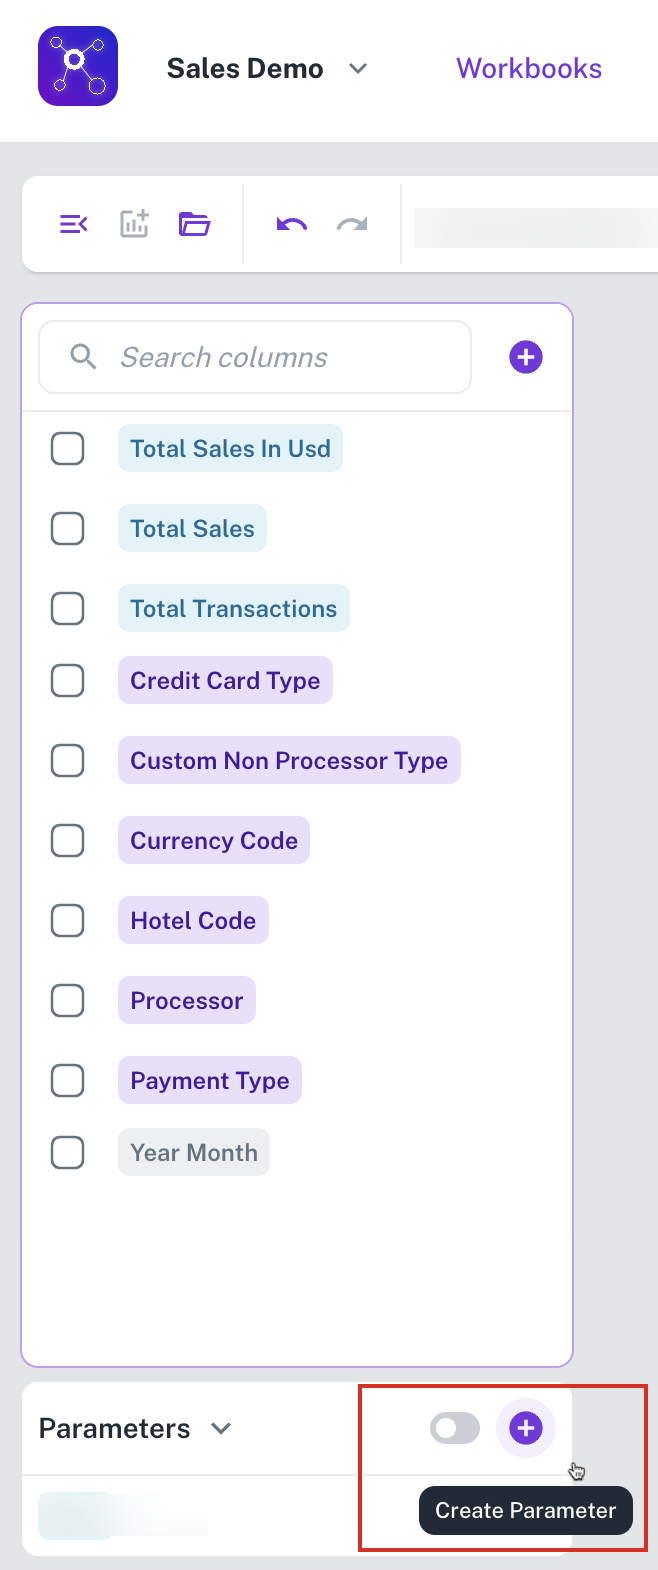 Sales Demo
Workbooks
Search columns
Total Sales In Usd
Total Sales
Total Transactions
Credit Card Type
Custom Non Processor Type
Currency Code
Hotel Code
Processor
Payment Type
Year Month
Parameters
Create Parameter